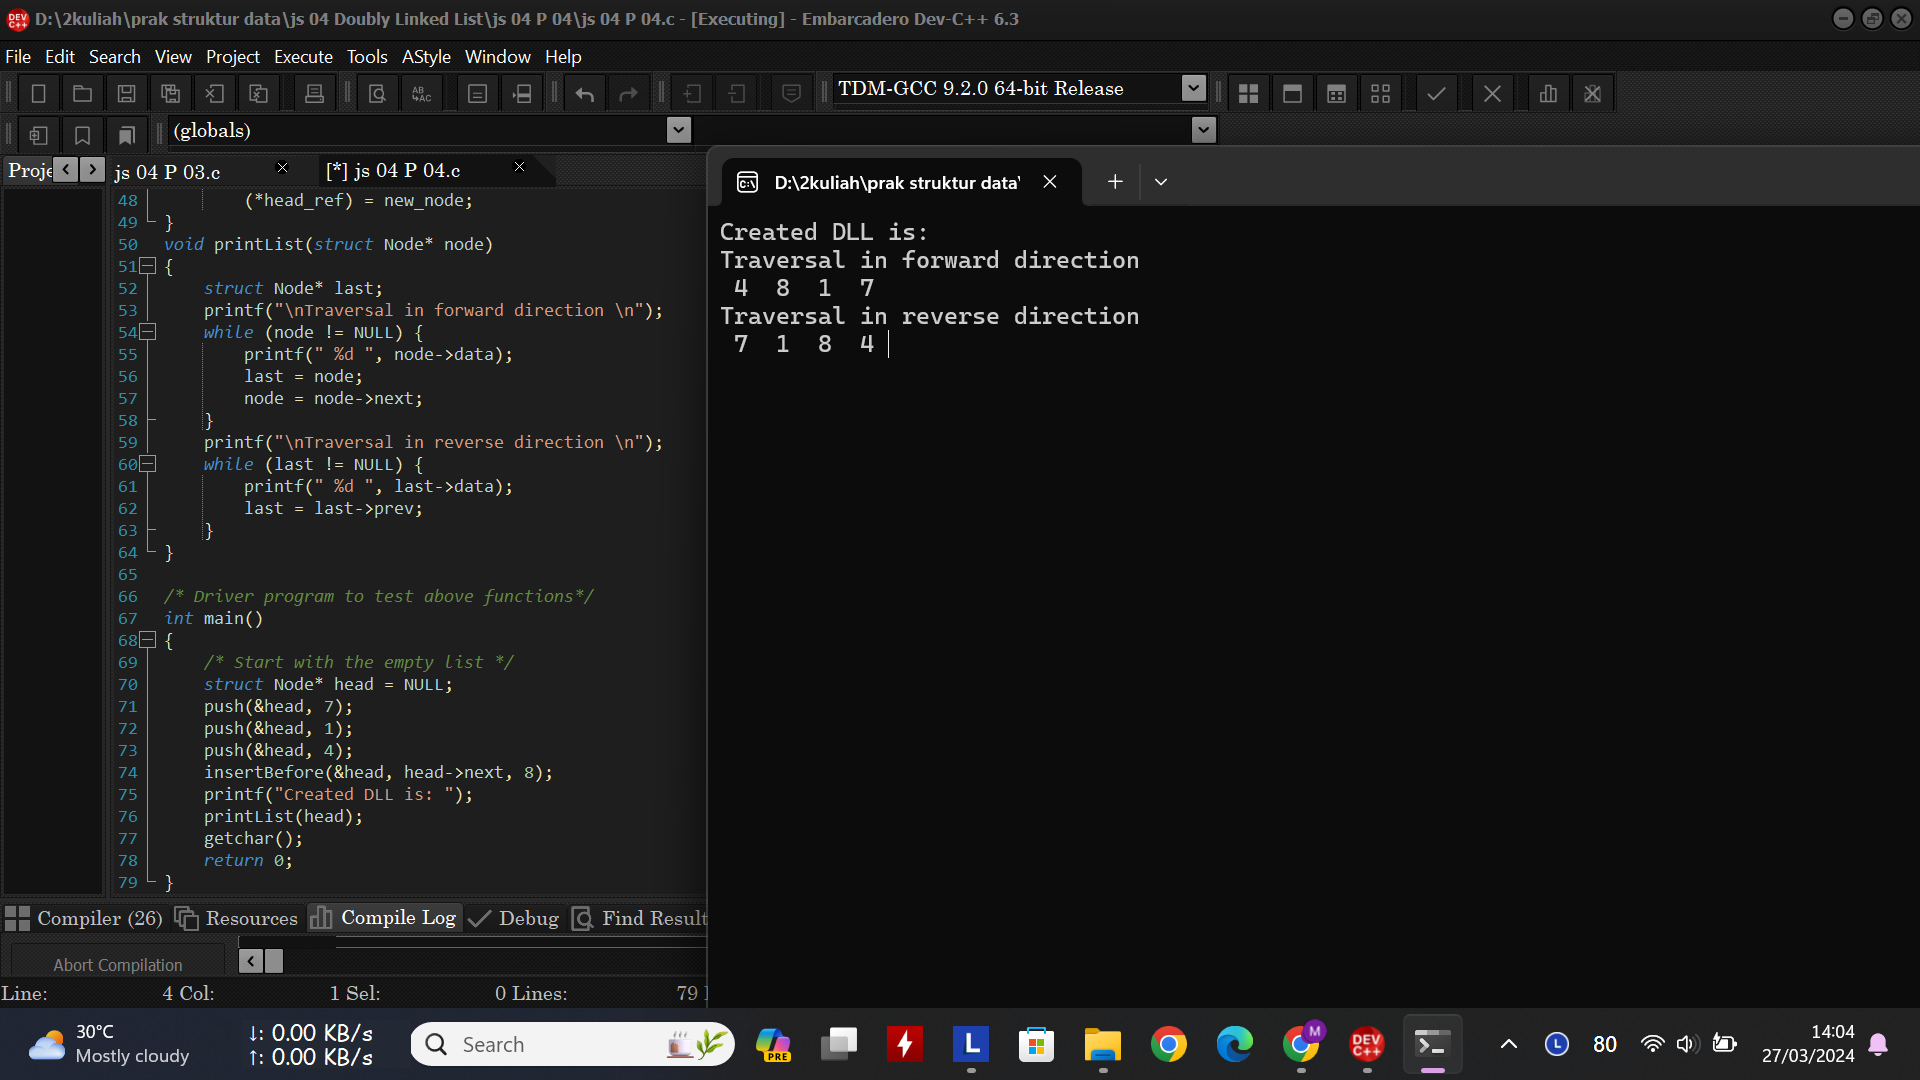 D:\2kuliah\prak struktur data\js 04 Doubly Linked List\js 04 P 04\js 04 P 04.c - [Executing] - Embarcadero Dev-C++ 6.3
File Edit Search View Project Execute Tools AStyle Window Help
TDM-GCC 9.2.0 64-bit Release
(globals)
Proje js 04 P 03.c [*] js 04 P 04.c
48 (*head_ref) = new_node;
49 }
50 void printList(struct Node* node)
51 {
52 struct Node* last;
53 printf("\nTraversal in forward direction \n");
54 while (node != NULL) {
55 printf(" %d ", node->data);
56 last = node;
57 node = node->next;
58 }
59 printf("\nTraversal in reverse direction \n");
60 while (last != NULL) {
61 printf(" %d ", last->data);
62 last = last->prev;
63 }
64 }
65
66 /* Driver program to test above functions*/
67 int main()
68 {
69 /* Start with the empty list */
70 struct Node* head = NULL;
71 push(&head, 7);
72 push(&head, 1);
73 push(&head, 4);
74 insertBefore(&head, head->next, 8);
75 printf("Created DLL is: ");
76 printList(head);
77 getchar();
78 return 0;
79 }
D:\2kuliah\prak struktur data\
Created DLL is:
Traversal in forward direction
4 8 1 7
Traversal in reverse direction
7 1 8 4
Compiler (26) Resources Compile Log Debug Find Result
Abort Compilation
Line: 4 Col: 1 Sel: 0 Lines: 79
30°C
Mostly cloudy
↓: 0.00 KB/s
↑: 0.00 KB/s
Search
PRE
L
M
DEV C++
L
80
14:04
27/03/2024